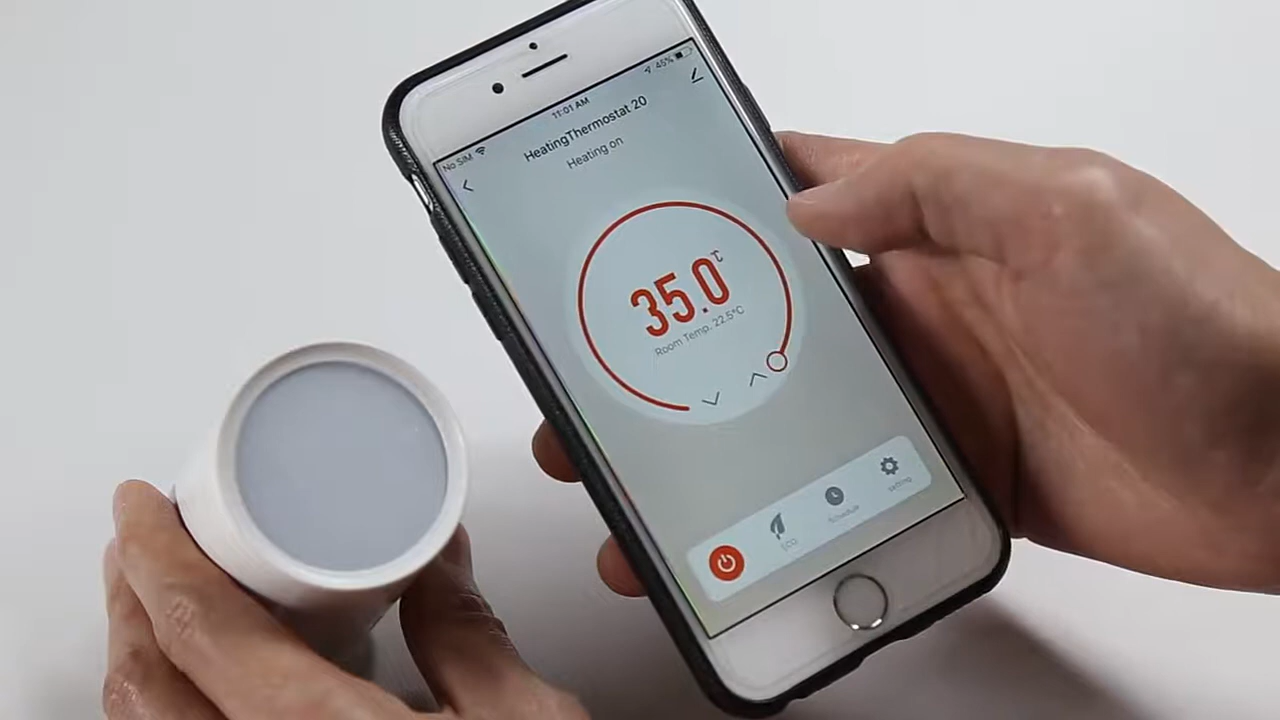 No SIM 11:01 AM 45%
HeatingThermostat 20
Heating on
35.0 ℃
Room Temp. 22.5°C
ECO
Schedule
setting